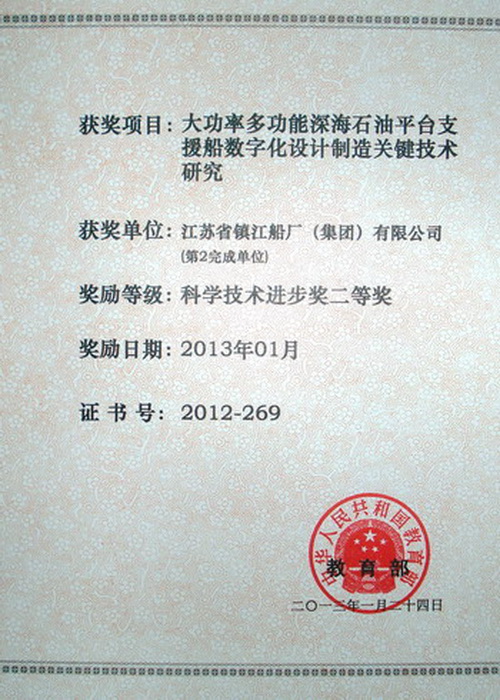 获奖项目：大功率多功能深海石油平台支
援船数字化设计制造关键技术
研究
获奖单位：江苏省镇江船厂（集团）有限公司
(第2完成单位)
奖励等级：科学技术进步奖二等奖
奖励日期：2013年01月
证 书 号：2012-269
中华人民共和国教育部
教 育 部
二〇一三年一月二十四日